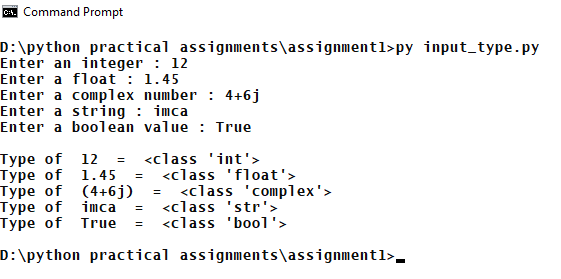 Command Prompt
D:\python practical assignments\assignment1>py input_type.py
Enter an integer : 12
Enter a float : 1.45
Enter a complex number : 4+6j
Enter a string : imca
Enter a boolean value : True
Type of  12  =  <class 'int'>
Type of  1.45  =  <class 'float'>
Type of  (4+6j)  =  <class 'complex'>
Type of  imca  =  <class 'str'>
Type of  True  =  <class 'bool'>
D:\python practical assignments\assignment1>